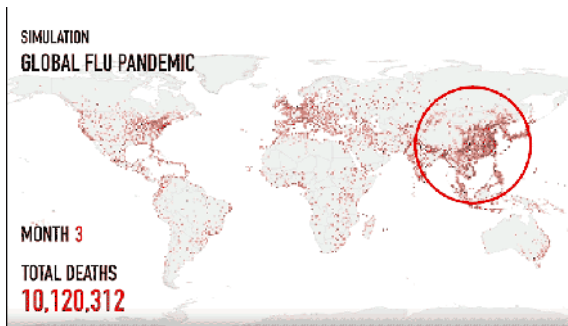 SIMULATION
GLOBAL FLU PANDEMIC
MONTH 3
TOTAL DEATHS
10,120,312